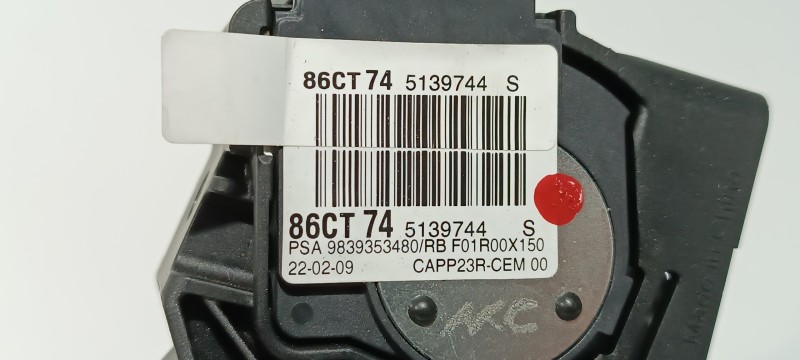 86CT 74 5139744 S
86CT 74 5139744 S
PSA 9839353480/RB F01R00X150
22-02-09 CAPP23R-CEM 00